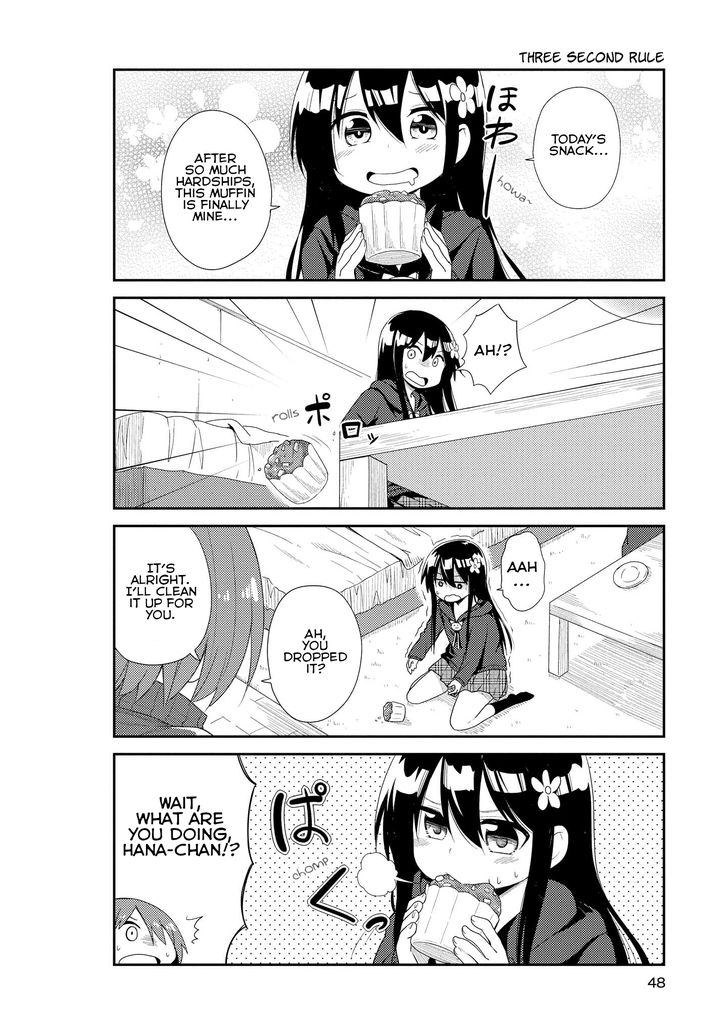 THREE SECOND RULE
TODAY'S
SNACK...
ほわー
howa~
AFTER
SO MUCH
HARDSHIPS,
THIS MUFFIN
IS FINALLY
MINE...
AH!?
ポロッ
rolls
AAH
...
AH,
YOU
DROPPED
IT?
IT'S
ALRIGHT.
I'LL CLEAN
IT UP FOR
YOU.
ぱくっ
chomp
WAIT,
WHAT ARE
YOU DOING,
HANA-CHAN!?
48